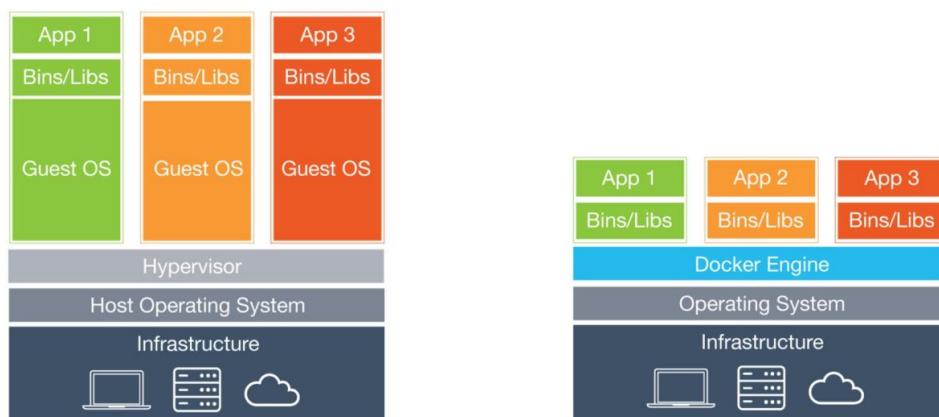 App 1
App 2
App 3
Bins/Libs
Bins/Libs
Bins/Libs
Guest OS
Guest OS
Guest OS
Hypervisor
Host Operating System
Infrastructure
App 1
App 2
App 3
Bins/Libs
Bins/Libs
Bins/Libs
Docker Engine
Operating System
Infrastructure